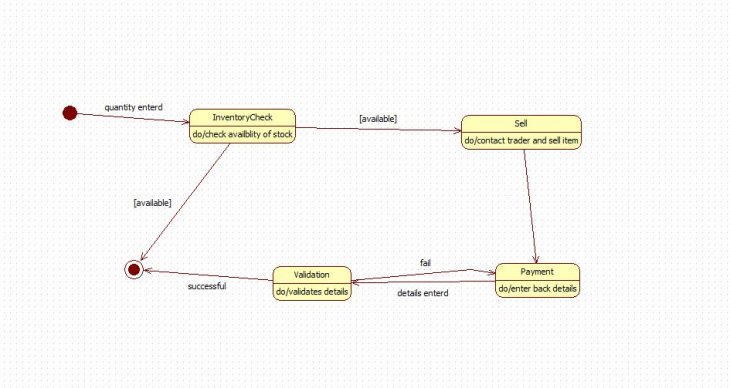 quantity enterd
InventoryCheck
do/check availblity of stock
[available]
Sell
do/contact trader and sell item
[available]
fail
Validation
do/validates details
Payment
do/enter back details
successful
details enterd